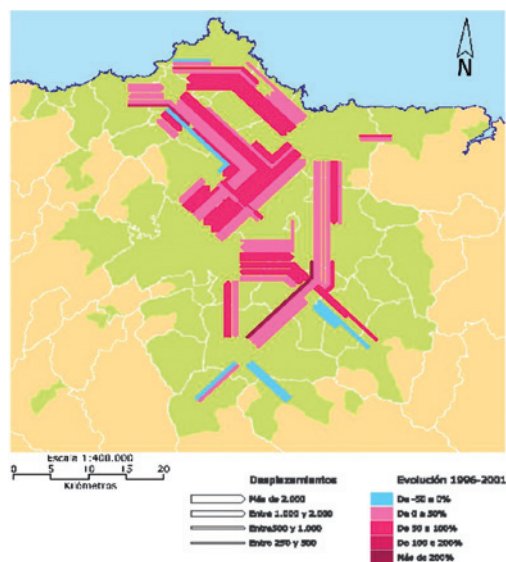 N
Escala 1:400.000
0 5 10 15 20
Kilómetros
Desplazamientos
Más de 2.000
Entre 1.000 y 2.000
Entre 500 y 1.000
Entre 250 y 500
Evolución 1996-2001
De -50 a 0%
De 0 a 50%
De 50 a 100%
De 100 a 200%
Más de 200%